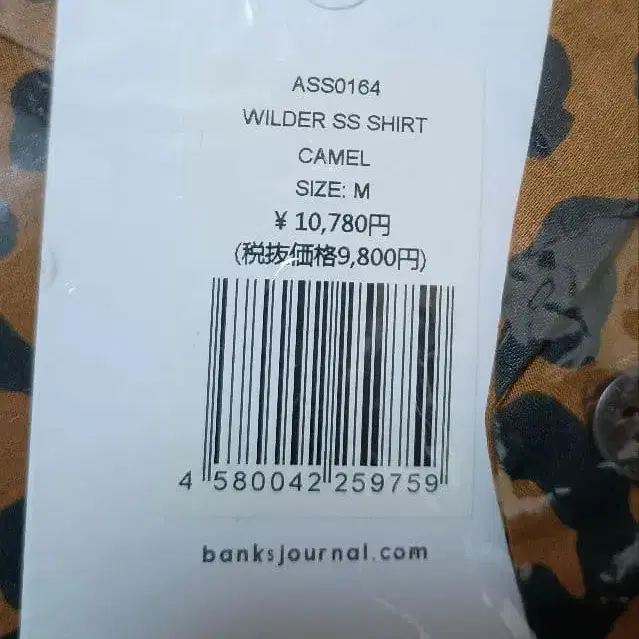 ASS0164
WILDER SS SHIRT
CAMEL
SIZE: M
¥ 10,780円
(税抜価格9,800円)
4 580042 259759
banksjournal.com